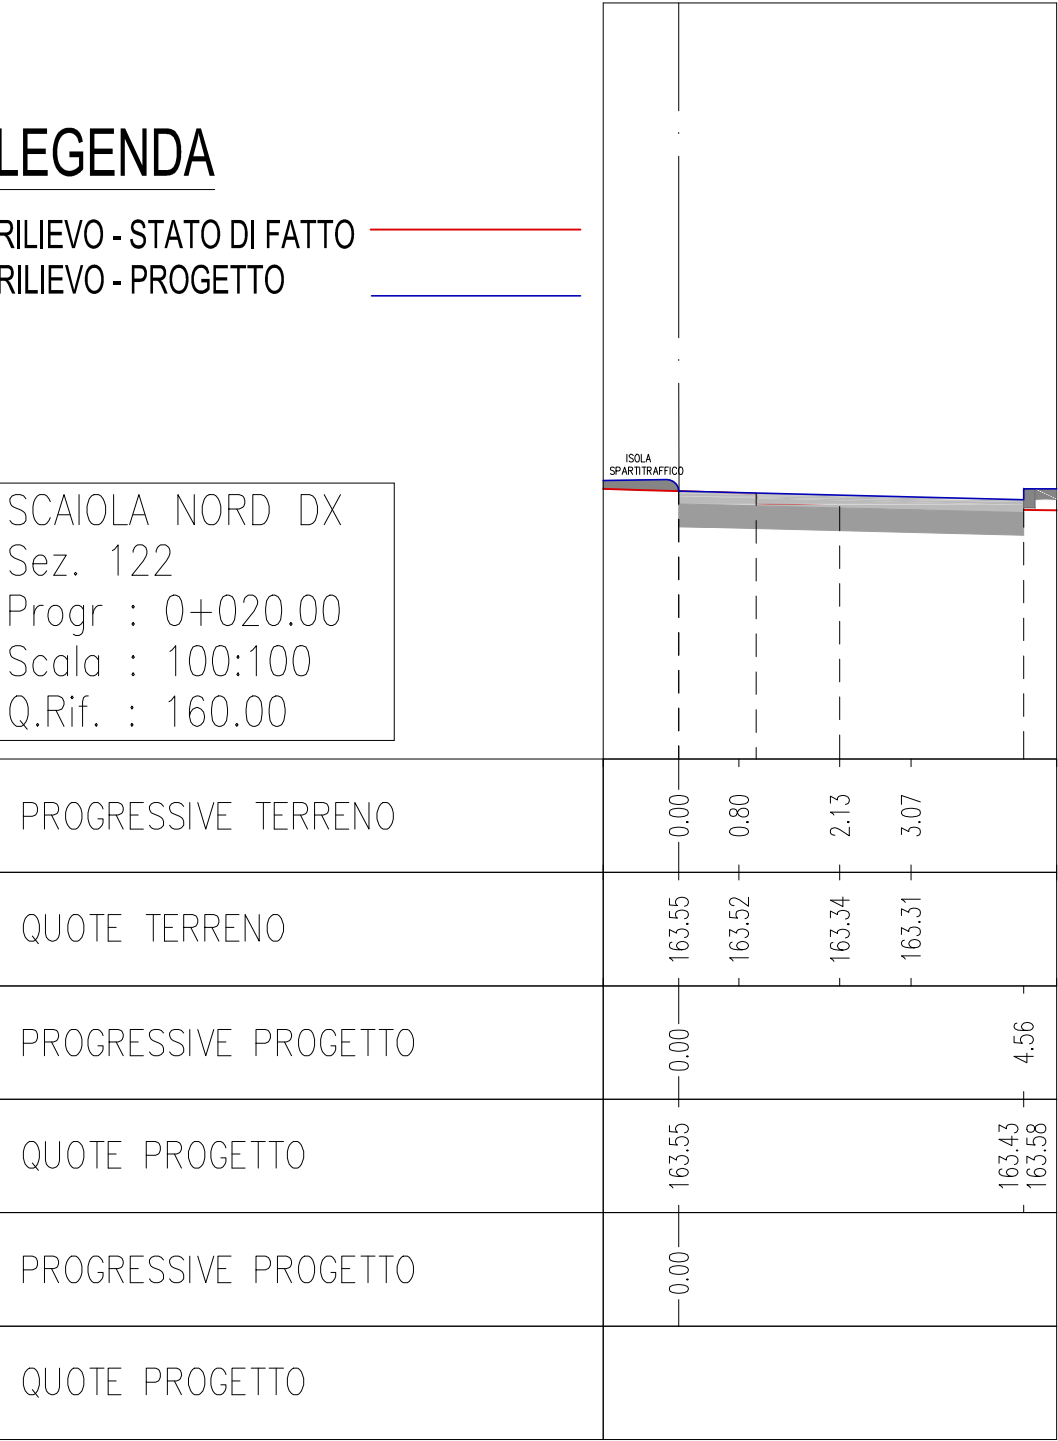 LEGENDA
RILIEVO - STATO DI FATTO
RILIEVO - PROGETTO
ISOLA
SPARTITRAFFICO
SCAIOLA NORD DX
Sez. 122
Progr : 0+020.00
Scala : 100:100
Q.Rif. : 160.00
PROGRESSIVE TERRENO 0.00 0.80 2.13 3.07
QUOTE TERRENO 163.55 163.52 163.34 163.31
PROGRESSIVE PROGETTO 0.00 4.56
QUOTE PROGETTO 163.55 163.43 163.58
PROGRESSIVE PROGETTO 0.00
QUOTE PROGETTO